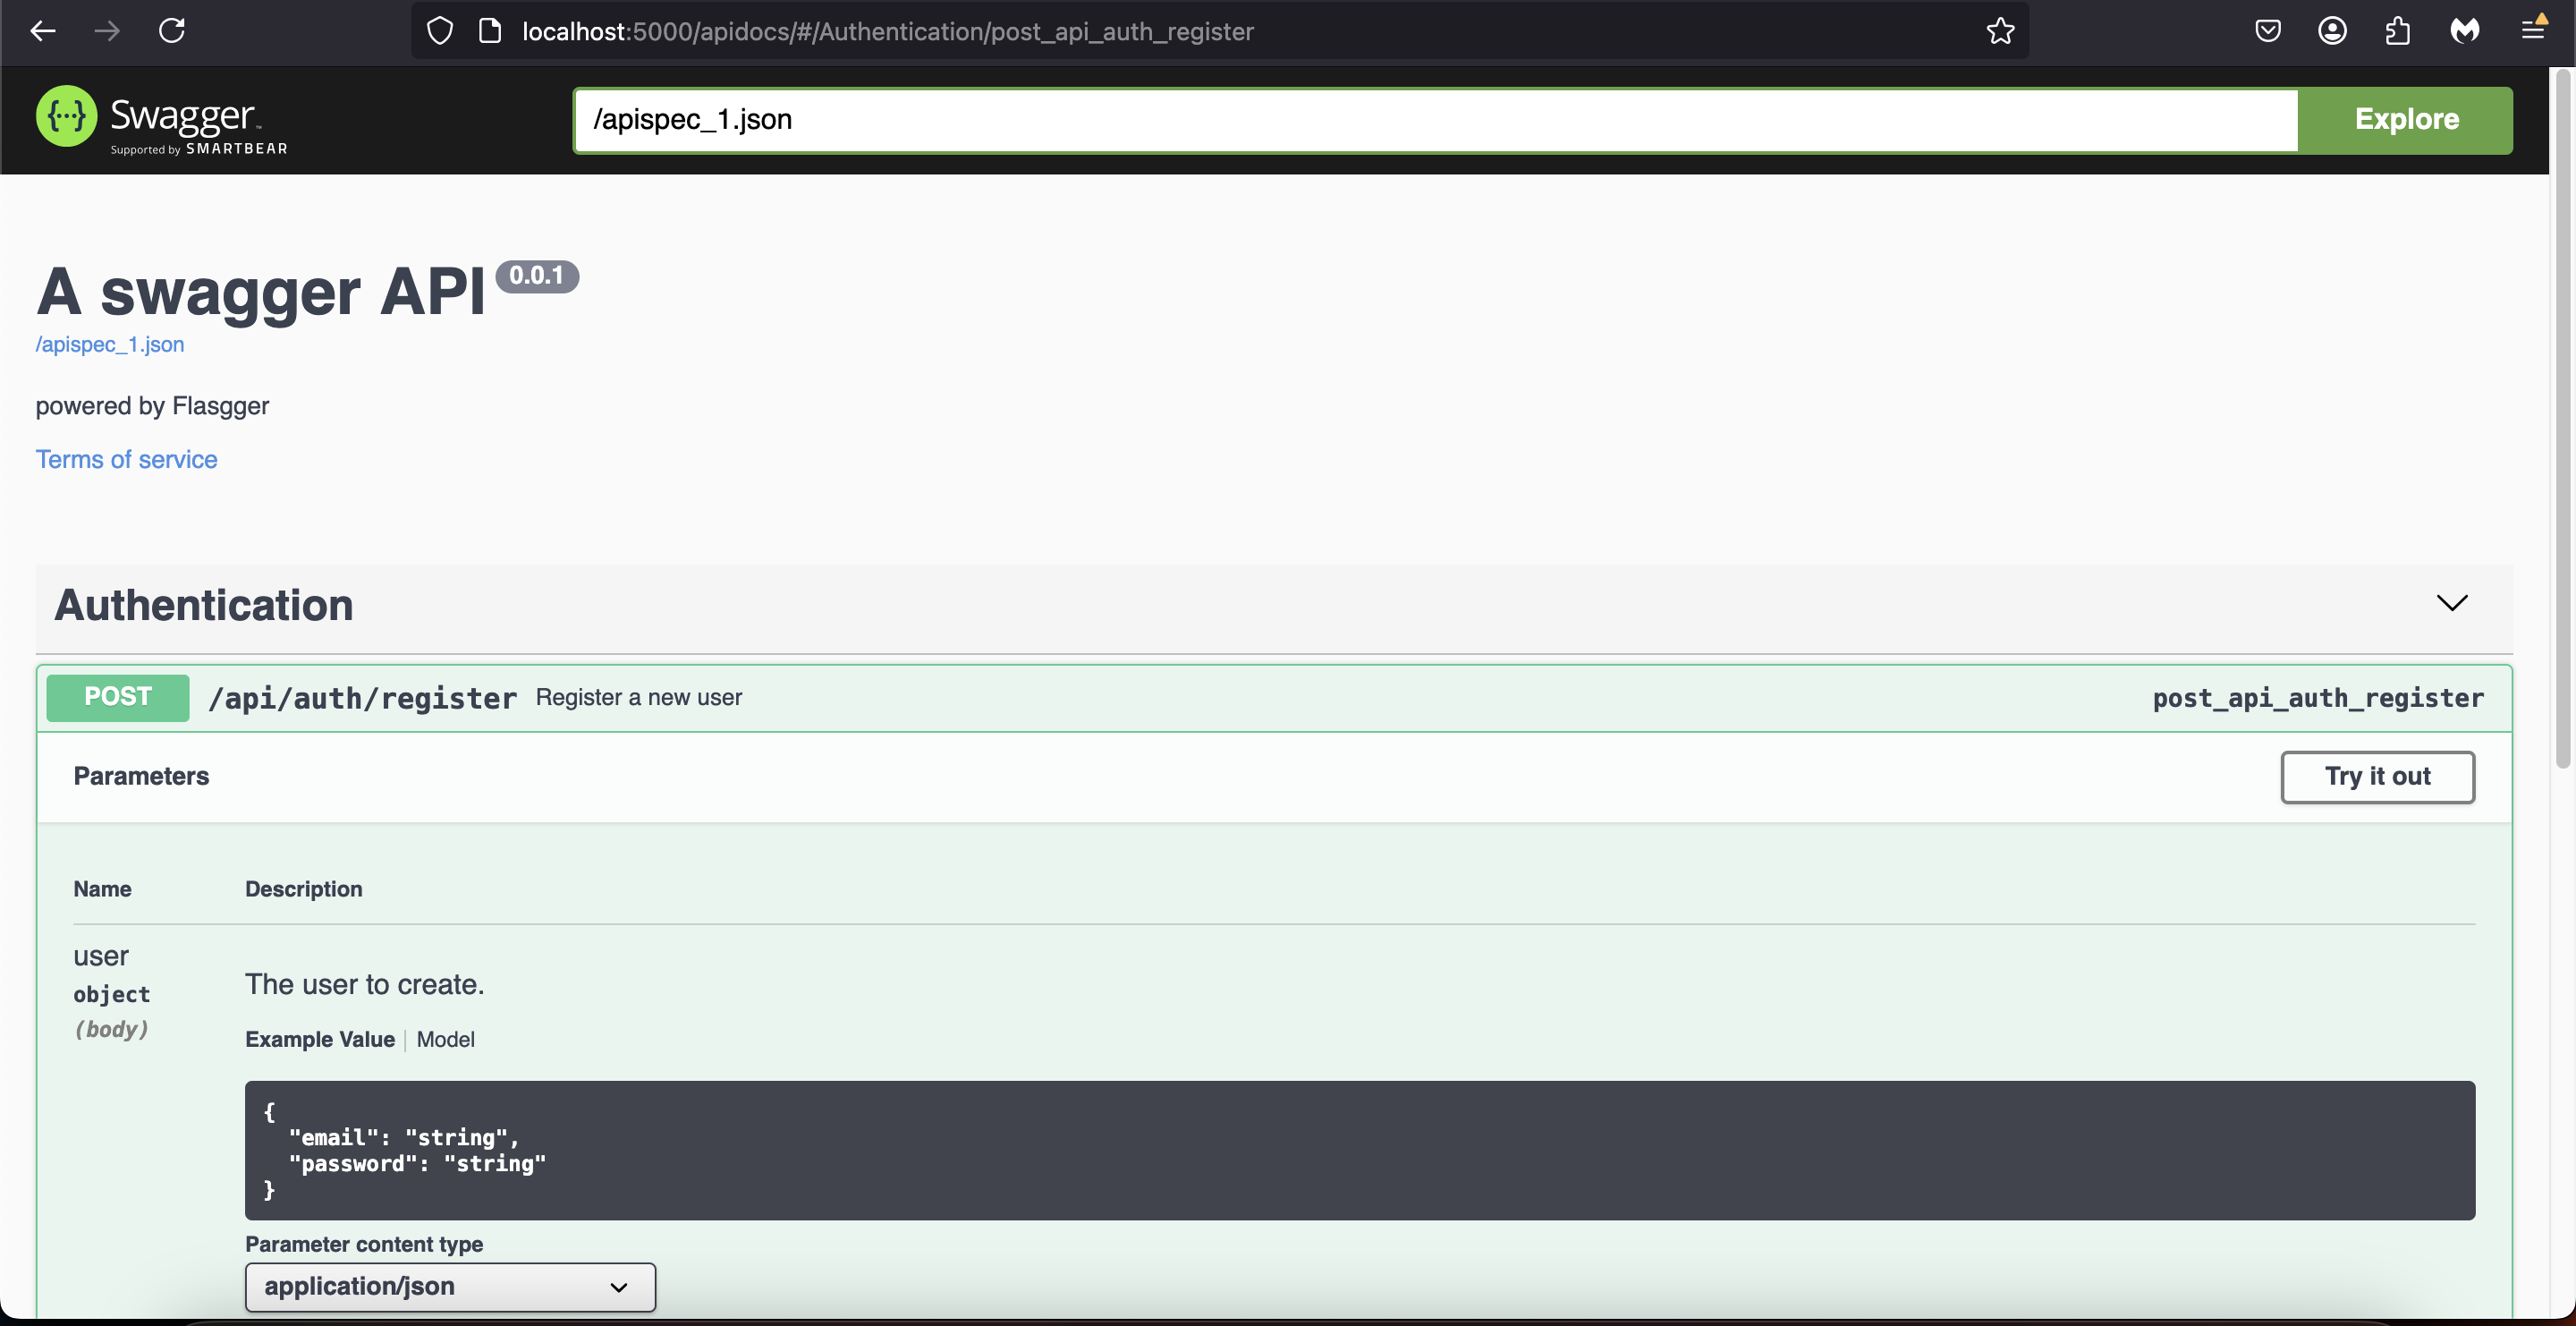 localhost:5000/apidocs/#/Authentication/post_api_auth_register
{···} Swagger™
Supported by SMARTBEAR
/apispec_1.json
Explore
A swagger API 0.0.1
/apispec_1.json
powered by Flasgger
Terms of service
Authentication
POST /api/auth/register Register a new user post_api_auth_register
Parameters Try it out
Name Description
user
object
(body)
The user to create.
Example Value | Model
{
"email": "string",
"password": "string"
}
Parameter content type
application/json